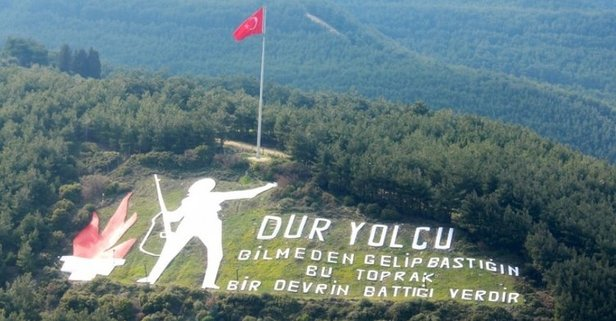 DUR YOLCU
BİLMEDEN GELİP BASTIĞIN
BU TOPRAK
BİR DEVRİN BATTIĞI YERDİR